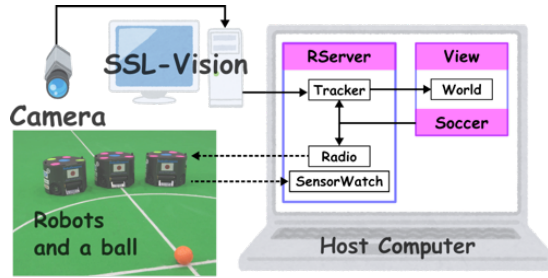 SSL-Vision
Camera
Robots
and a ball
RServer
Tracker
Radio
SensorWatch
View
World
Soccer
Host Computer